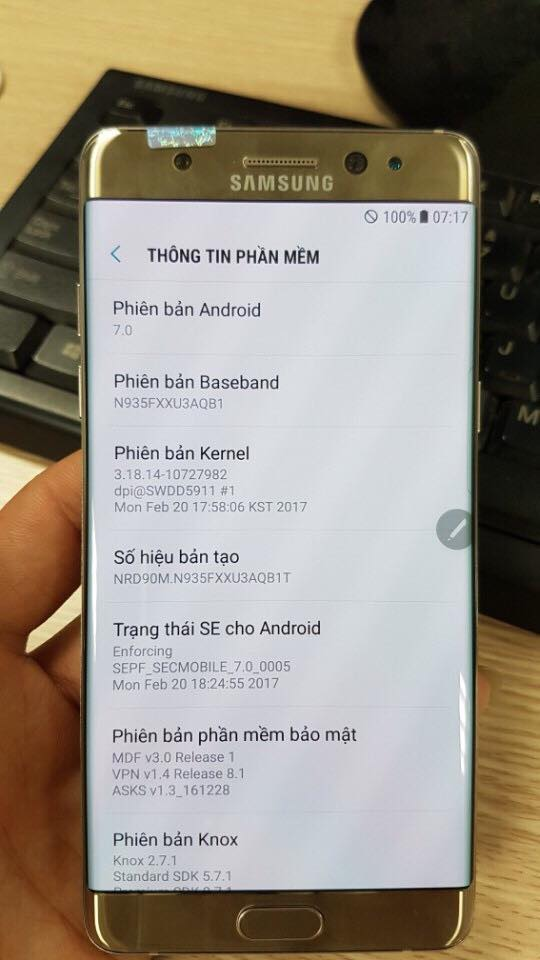 SAMSUNG
SAMSUNG
100% 07:17
THÔNG TIN PHẦN MỀM
Phiên bản Android
7.0
Phiên bản Baseband
N935FXXU3AQB1
Phiên bản Kernel
3.18.14-10727982
dpi@SWDD5911 #1
Mon Feb 20 17:58:06 KST 2017
Số hiệu bản tạo
NRD90M.N935FXXU3AQB1T
Trạng thái SE cho Android
Enforcing
SEPF_SECMOBILE_7.0_0005
Mon Feb 20 18:24:55 2017
Phiên bản phần mềm bảo mật
MDF v3.0 Release 1
VPN v1.4 Release 8.1
ASKS v1.3_161228
Phiên bản Knox
Knox 2.7.1
Standard SDK 5.7.1